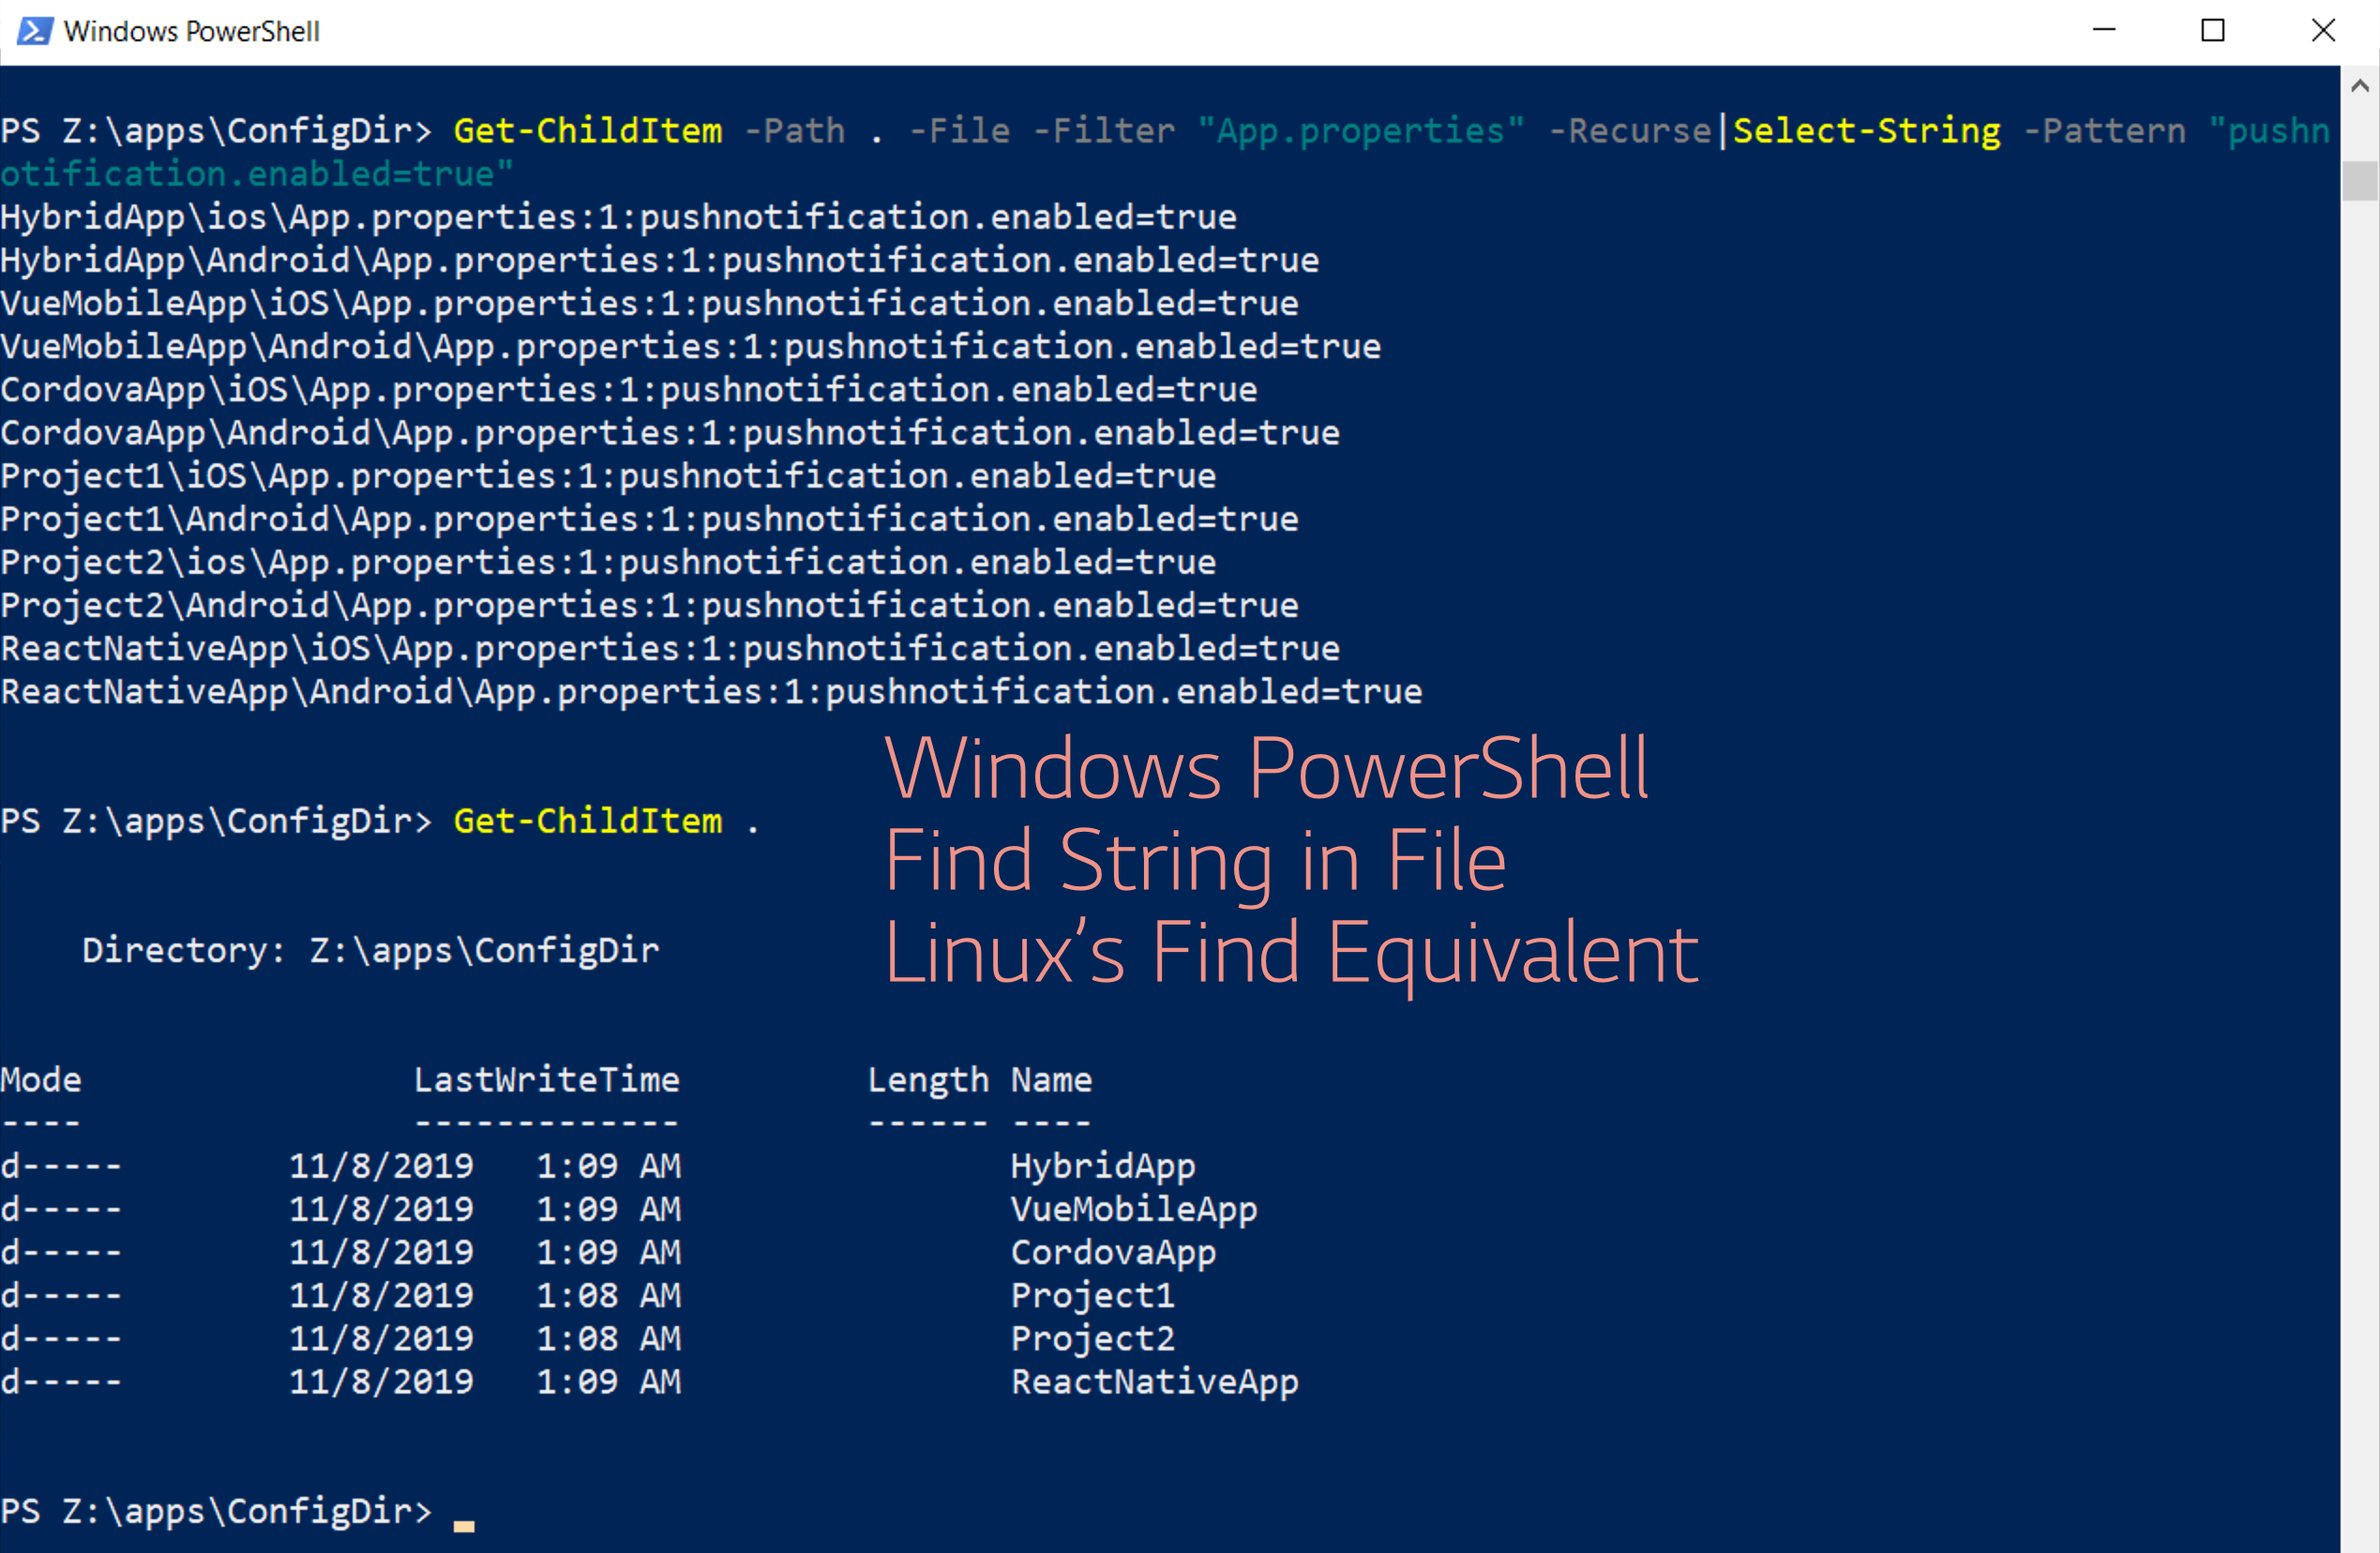 Windows PowerShell
PS Z:\apps\ConfigDir> Get-ChildItem -Path . -File -Filter "App.properties" -Recurse|Select-String -Pattern "pushn
otification.enabled=true"
HybridApp\ios\App.properties:1:pushnotification.enabled=true
HybridApp\Android\App.properties:1:pushnotification.enabled=true
VueMobileApp\iOS\App.properties:1:pushnotification.enabled=true
VueMobileApp\Android\App.properties:1:pushnotification.enabled=true
CordovaApp\iOS\App.properties:1:pushnotification.enabled=true
CordovaApp\Android\App.properties:1:pushnotification.enabled=true
Project1\iOS\App.properties:1:pushnotification.enabled=true
Project1\Android\App.properties:1:pushnotification.enabled=true
Project2\ios\App.properties:1:pushnotification.enabled=true
Project2\Android\App.properties:1:pushnotification.enabled=true
ReactNativeApp\iOS\App.properties:1:pushnotification.enabled=true
ReactNativeApp\Android\App.properties:1:pushnotification.enabled=true
Windows PowerShell
Find String in File
Linux's Find Equivalent
PS Z:\apps\ConfigDir> Get-ChildItem .
Directory: Z:\apps\ConfigDir
Mode LastWriteTime Length Name
---- ------------- ------ ----
d----- 11/8/2019 1:09 AM HybridApp
d----- 11/8/2019 1:09 AM VueMobileApp
d----- 11/8/2019 1:09 AM CordovaApp
d----- 11/8/2019 1:08 AM Project1
d----- 11/8/2019 1:08 AM Project2
d----- 11/8/2019 1:09 AM ReactNativeApp
PS Z:\apps\ConfigDir>